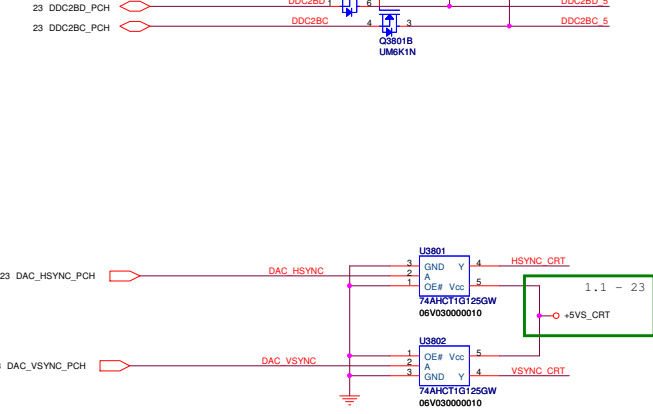 23 DDC2BD_PCH DDC2BD 1 6 DDC2BD_5
23 DDC2BC_PCH DDC2BC 4 3 DDC2BC_5
Q3801B
UM6K1N
U3801
3 GND Y 4 HSYNC_CRT
23 DAC_HSYNC_PCH DAC_HSYNC 2 A
1 OE# Vcc 5
1.1 - 23
74AHCT1G125GW
06V030000010
+5VS_CRT
U3802
1 OE# Vcc 5
DAC_VSYNC_PCH DAC_VSYNC 2 A
3 GND Y 4 VSYNC_CRT
74AHCT1G125GW
06V030000010